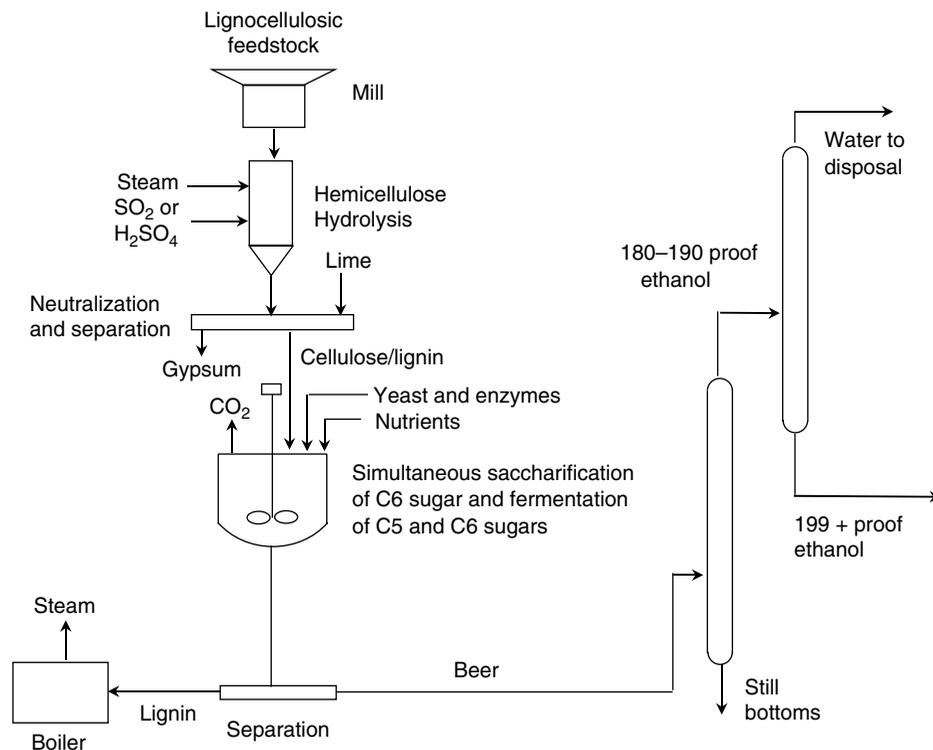 Lignocellulosic
feedstock
Mill
Steam
SO2 or
H2SO4
Hemicellulose
Hydrolysis
Lime
Neutralization
and separation
Gypsum
Cellulose/lignin
CO2
Yeast and enzymes
Nutrients
Simultaneous saccharification
of C6 sugar and fermentation
of C5 and C6 sugars
Steam
Boiler
Lignin
Separation
Beer
180–190 proof
ethanol
Water to
disposal
199 + proof
ethanol
Still
bottoms